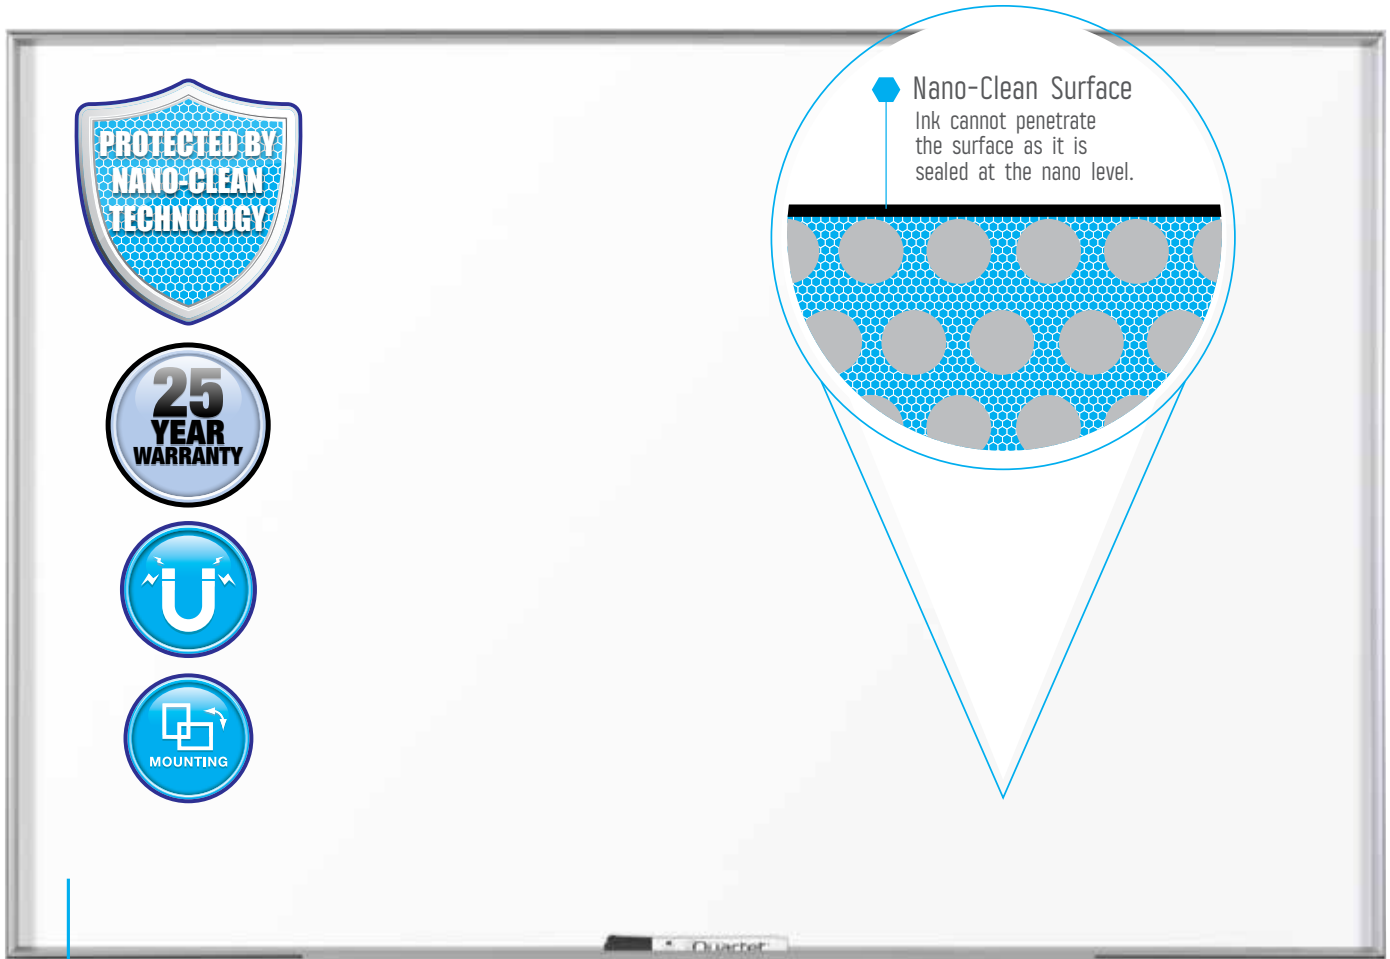 PROTECTED BY
NANO-CLEAN
TECHNOLOGY
25
YEAR
WARRANTY
MOUNTING
Nano-Clean Surface
Ink cannot penetrate
the surface as it is
sealed at the nano level.
Quartet